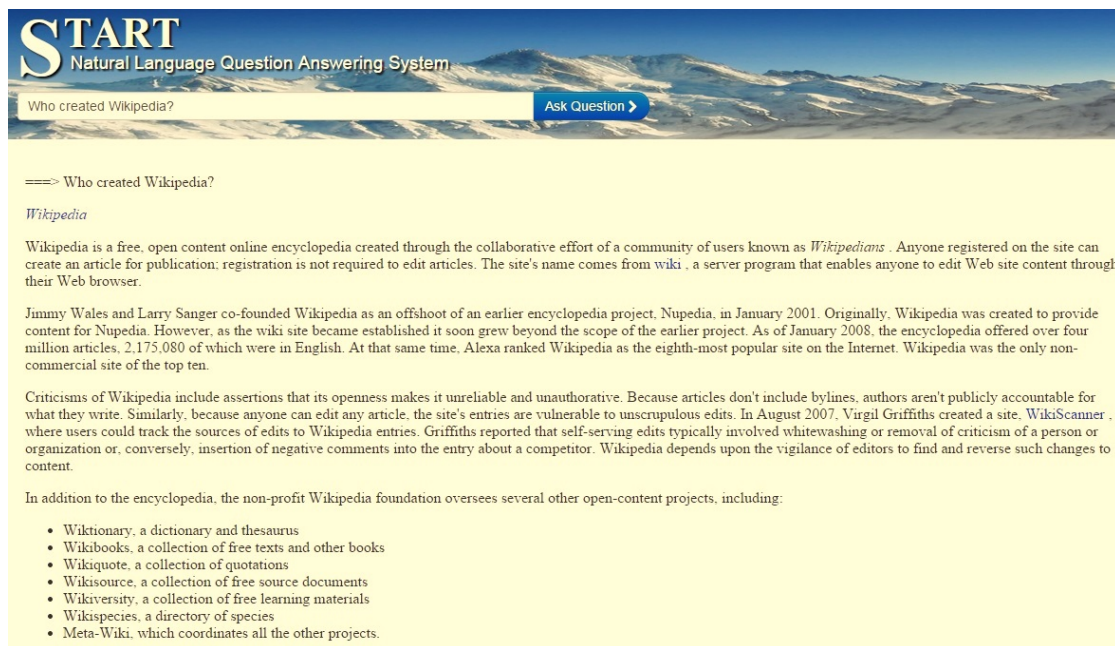 START
Natural Language Question Answering System
Who created Wikipedia?
Ask Question
===> Who created Wikipedia?
Wikipedia
Wikipedia is a free, open content online encyclopedia created through the collaborative effort of a community of users known as Wikipedians . Anyone registered on the site can
create an article for publication; registration is not required to edit articles. The site's name comes from wiki , a server program that enables anyone to edit Web site content through
their Web browser.
Jimmy Wales and Larry Sanger co-founded Wikipedia as an offshoot of an earlier encyclopedia project, Nupedia, in January 2001. Originally, Wikipedia was created to provide
content for Nupedia. However, as the wiki site became established it soon grew beyond the scope of the earlier project. As of January 2008, the encyclopedia offered over four
million articles, 2,175,080 of which were in English. At that same time, Alexa ranked Wikipedia as the eighth-most popular site on the Internet. Wikipedia was the only non-
commercial site of the top ten.
Criticisms of Wikipedia include assertions that its openness makes it unreliable and unauthorative. Because articles don't include bylines, authors aren't publicly accountable for
what they write. Similarly, because anyone can edit any article, the site's entries are vulnerable to unscrupulous edits. In August 2007, Virgil Griffiths created a site, WikiScanner ,
where users could track the sources of edits to Wikipedia entries. Griffiths reported that self-serving edits typically involved whitewashing or removal of criticism of a person or
organization or, conversely, insertion of negative comments into the entry about a competitor. Wikipedia depends upon the vigilance of editors to find and reverse such changes to
content.
In addition to the encyclopedia, the non-profit Wikipedia foundation oversees several other open-content projects, including:
• Wiktionary, a dictionary and thesaurus
• Wikibooks, a collection of free texts and other books
• Wikiquote, a collection of quotations
• Wikisource, a collection of free source documents
• Wikiversity, a collection of free learning materials
• Wikispecies, a directory of species
• Meta-Wiki, which coordinates all the other projects.